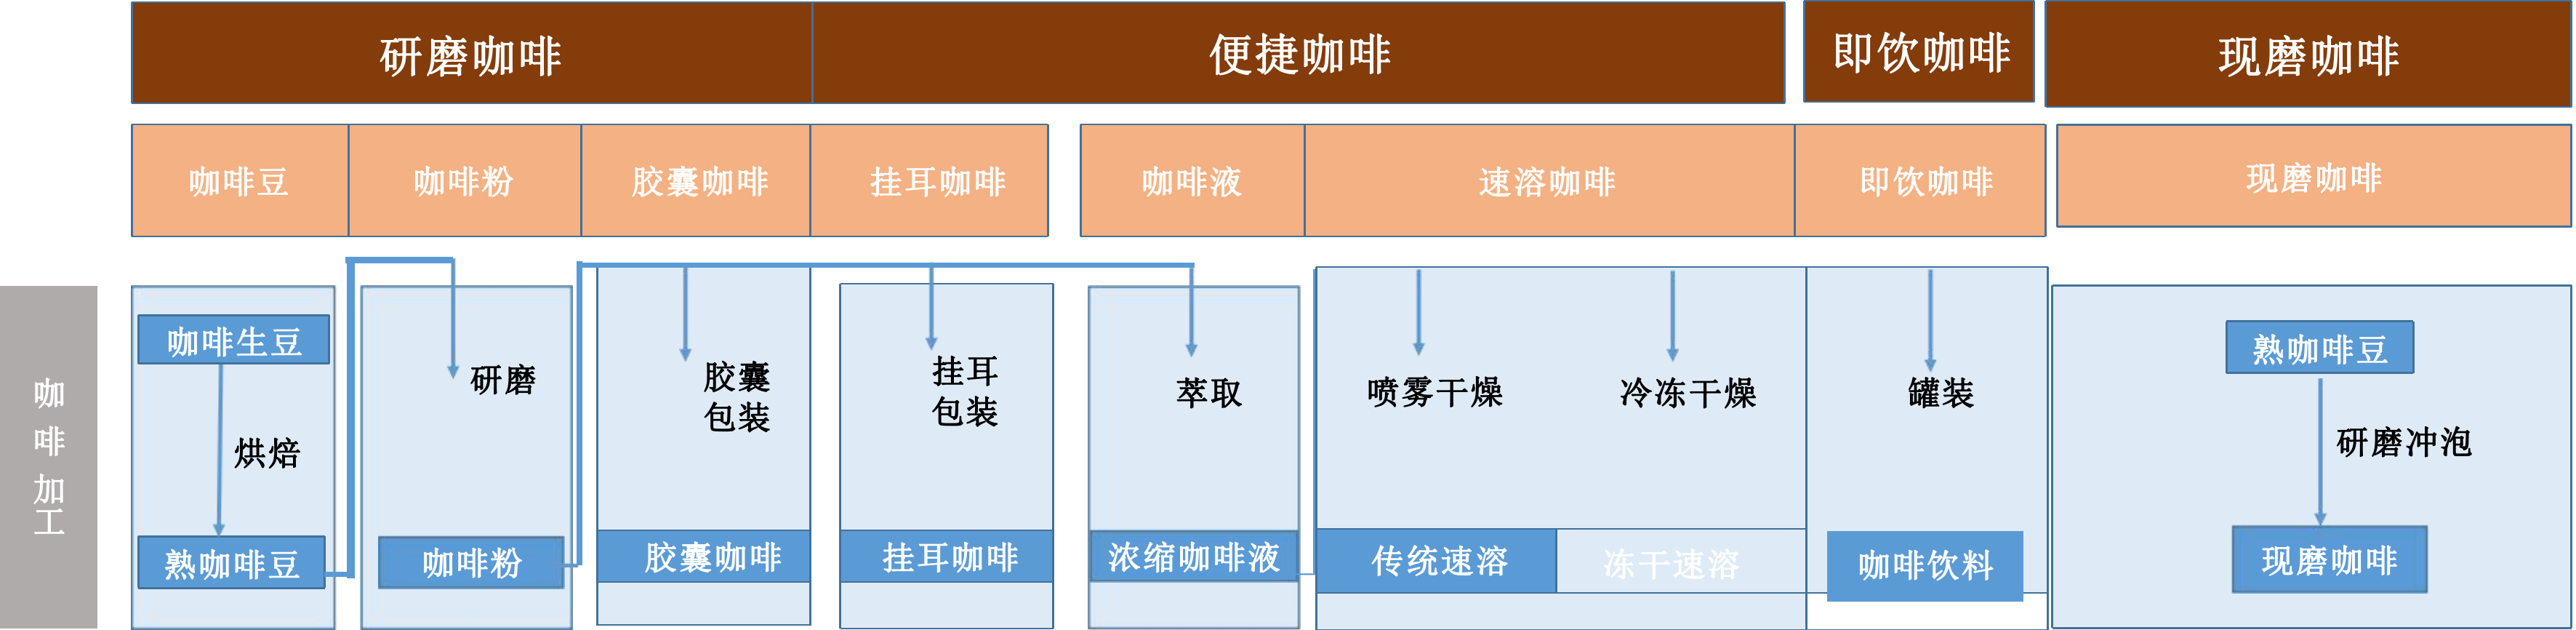 研磨咖啡
便捷咖啡
即饮咖啡
现磨咖啡
咖啡豆
咖啡粉
胶囊咖啡
挂耳咖啡
咖啡液
速溶咖啡
即饮咖啡
现磨咖啡
咖啡加工
咖啡生豆
烘焙
熟咖啡豆
研磨
咖啡粉
胶囊
包装
胶囊咖啡
挂耳
包装
挂耳咖啡
萃取
浓缩咖啡液
喷雾干燥
传统速溶
冷冻干燥
冻干速溶
罐装
咖啡饮料
熟咖啡豆
研磨冲泡
现磨咖啡